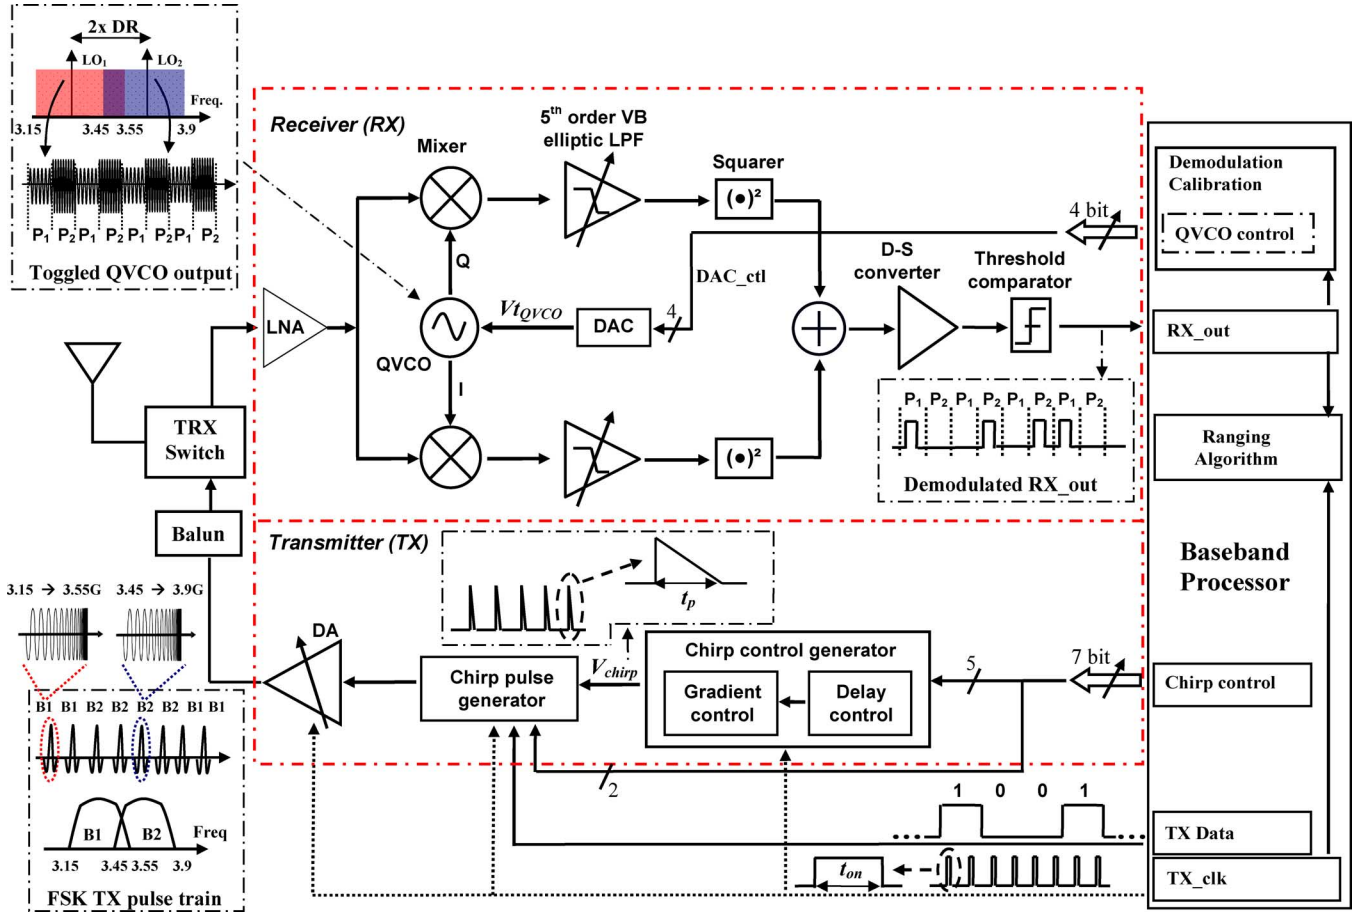 2x DR
LO1
LO2
Freq.
3.15
3.45
3.55
3.9
P1 P2 P1 P2 P1 P2 P1 P2
Toggled QVCO output
Receiver (RX)
Mixer
5th order VB
elliptic LPF
Squarer
(•)²
Q
LNA
QVCO
I
VtQVCO
DAC
4
DAC_ctl
4 bit
D-S
converter
Threshold
comparator
(•)²
P1 P2 P1 P2 P1 P2 P1 P2
Demodulated RX_out
Demodulation
Calibration
QVCO control
RX_out
Ranging
Algorithm
Baseband
Processor
Chirp control
TX Data
TX_clk
TRX
Switch
Balun
Transmitter (TX)
tp
DA
Chirp pulse
generator
Vchirp
Chirp control generator
Gradient
control
Delay
control
5
7 bit
2
1 0 0 1
ton
3.15 → 3.55G
3.45 → 3.9G
B1 B1 B2 B2 B2 B2 B1 B1
B1
B2
Freq
3.15
3.45
3.55
3.9
FSK TX pulse train